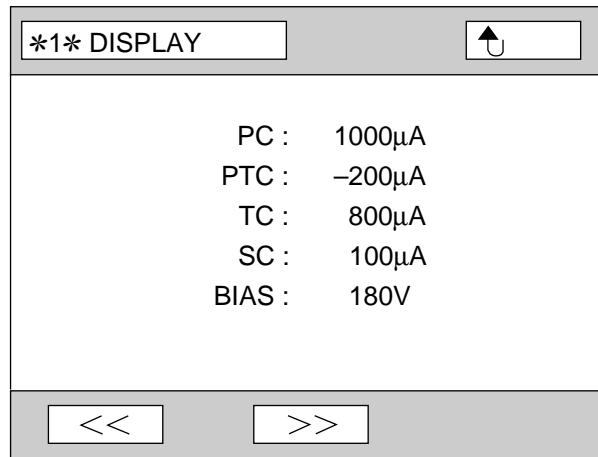 *1* DISPLAY
PC : 1000µA
PTC : –200µA
TC : 800µA
SC : 100µA
BIAS : 180V
<< >>